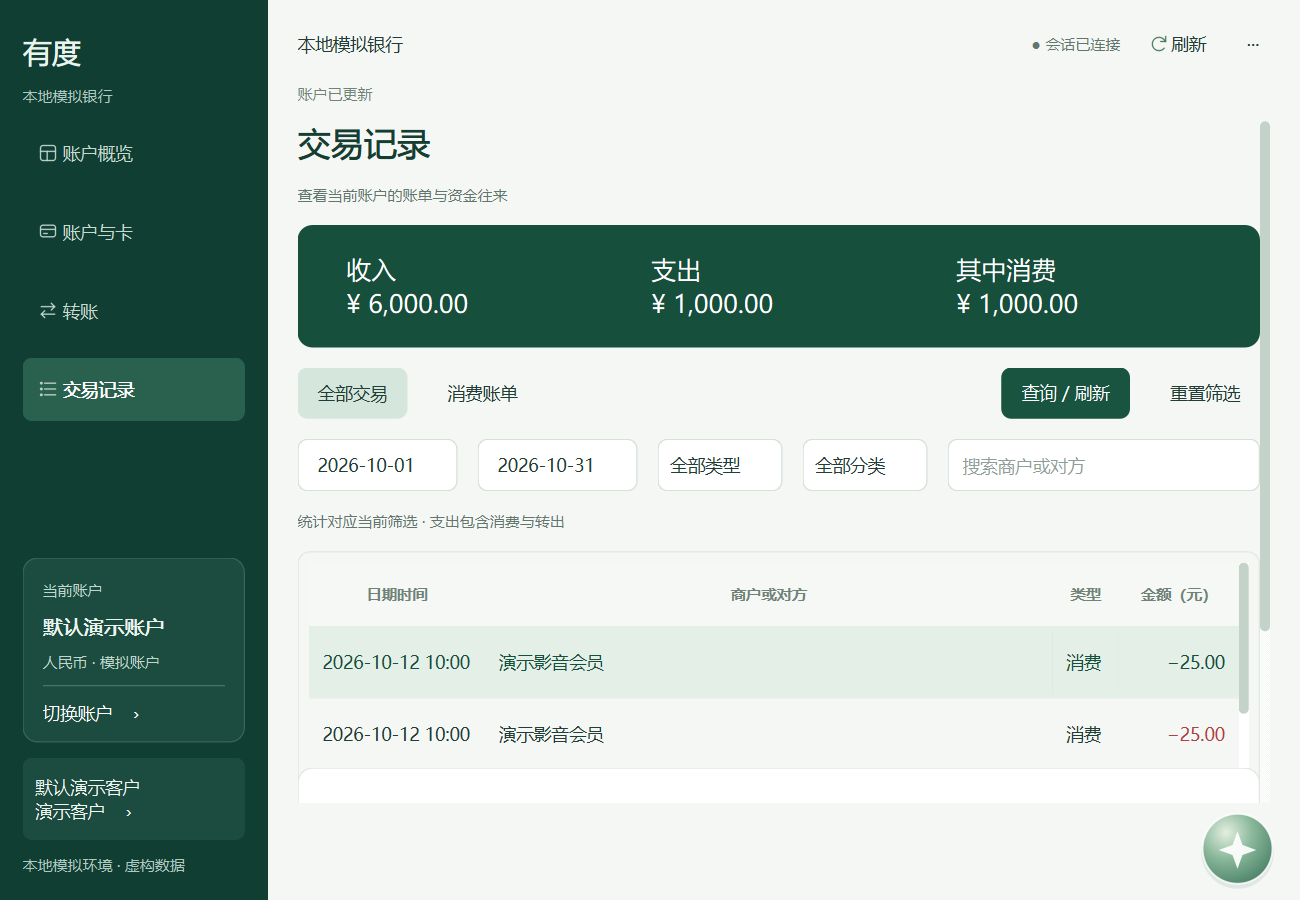 有度
本地模拟银行
账户概览
账户与卡
转账
交易记录
当前账户
默认演示账户
人民币 · 模拟账户
切换账户 ›
默认演示客户
演示客户 ›
本地模拟环境 · 虚构数据
本地模拟银行
● 会话已连接 刷新 ...
账户已更新
交易记录
查看当前账户的账单与资金往来
收入 支出 其中消费
¥ 6,000.00 ¥ 1,000.00 ¥ 1,000.00
全部交易 消费账单 查询 / 刷新 重置筛选
2026-10-01 2026-10-31 全部类型 全部分类 搜索商户或对方
统计对应当前筛选 · 支出包含消费与转出
日期时间 商户或对方 类型 金额（元）
2026-10-12 10:00 演示影音会员 消费 −25.00
2026-10-12 10:00 演示影音会员 消费 −25.00